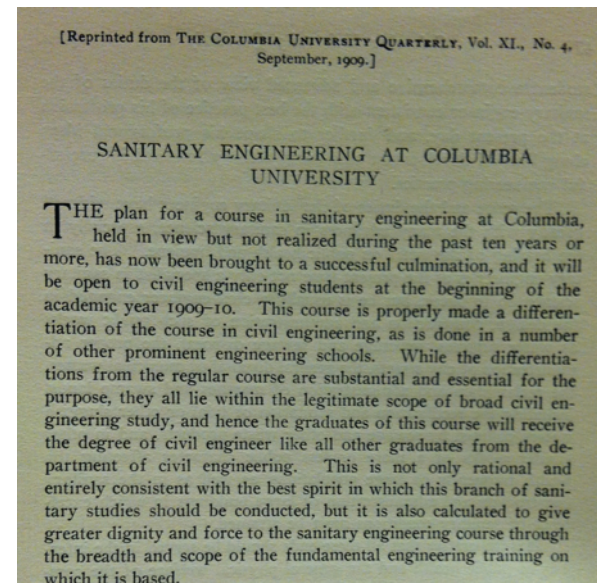 [Reprinted from THE COLUMBIA UNIVERSITY QUARTERLY, Vol. XI., No. 4,
September, 1909.]
SANITARY ENGINEERING AT COLUMBIA
UNIVERSITY
THE plan for a course in sanitary engineering at Columbia,
held in view but not realized during the past ten years or
more, has now been brought to a successful culmination, and it will
be open to civil engineering students at the beginning of the
academic year 1909-10. This course is properly made a differen-
tiation of the course in civil engineering, as is done in a number
of other prominent engineering schools. While the differentia-
tions from the regular course are substantial and essential for the
purpose, they all lie within the legitimate scope of broad civil en-
gineering study, and hence the graduates of this course will receive
the degree of civil engineer like all other graduates from the de-
partment of civil engineering. This is not only rational and
entirely consistent with the best spirit in which this branch of sani-
tary studies should be conducted, but it is also calculated to give
greater dignity and force to the sanitary engineering course through
the breadth and scope of the fundamental engineering training on
which it is based.